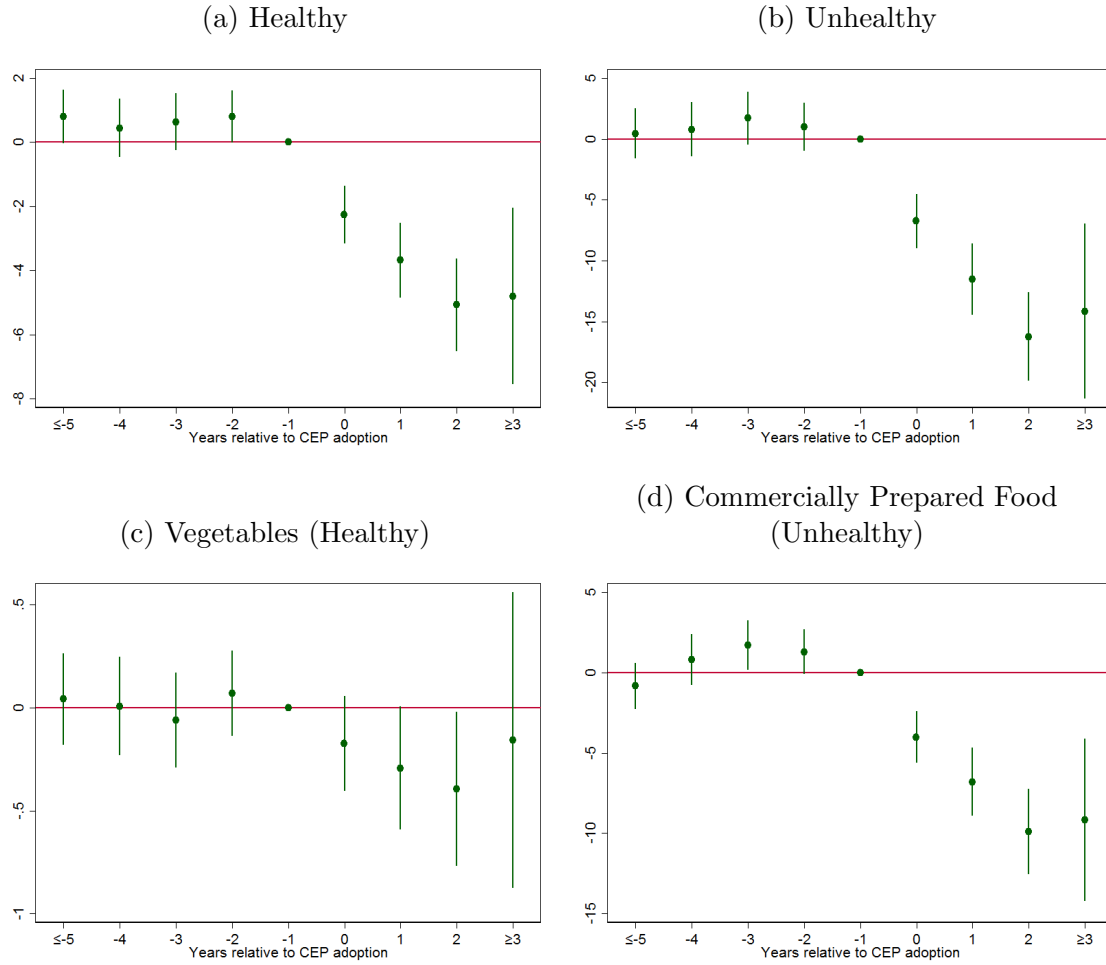 (a) Healthy
2
0
-2
-4
-6
-8
≤-5 -4 -3 -2 -1 0 1 2 ≥3
Years relative to CEP adoption
(b) Unhealthy
5
0
-5
-10
-15
-20
≤-5 -4 -3 -2 -1 0 1 2 ≥3
Years relative to CEP adoption
(c) Vegetables (Healthy)
.5
0
-.5
-1
≤-5 -4 -3 -2 -1 0 1 2 ≥3
Years relative to CEP adoption
(d) Commercially Prepared Food
(Unhealthy)
5
0
-5
-10
-15
≤-5 -4 -3 -2 -1 0 1 2 ≥3
Years relative to CEP adoption